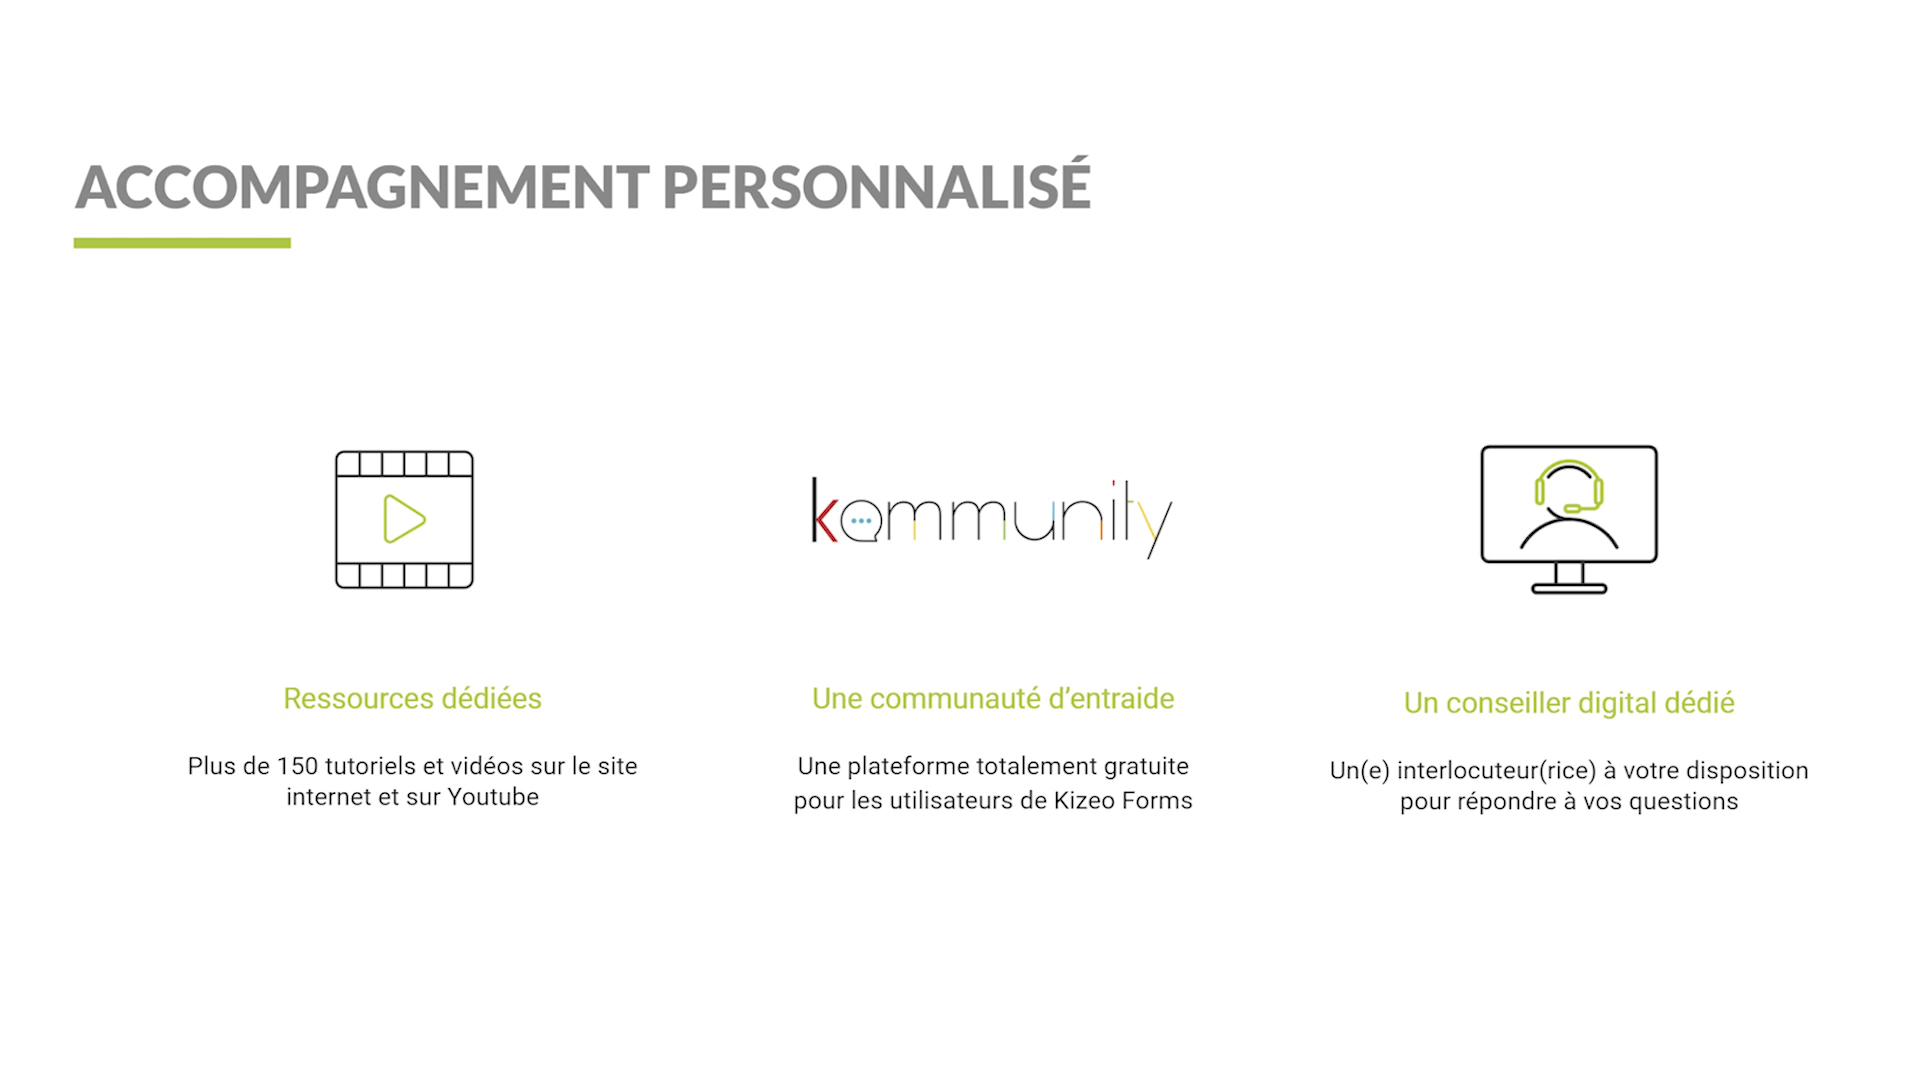 ACCOMPAGNEMENT PERSONNALISÉ
kommunity
Ressources dédiées
Plus de 150 tutoriels et vidéos sur le site
internet et sur Youtube
Une communauté d’entraide
Une plateforme totalement gratuite
pour les utilisateurs de Kizeo Forms
Un conseiller digital dédié
Un(e) interlocuteur(rice) à votre disposition
pour répondre à vos questions